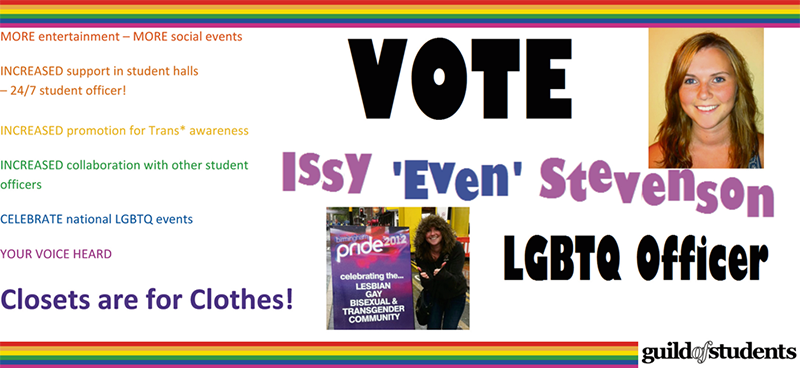 MORE entertainment – MORE social events
INCREASED support in student halls
– 24/7 student officer!
INCREASED promotion for Trans* awareness
INCREASED collaboration with other student
officers
CELEBRATE national LGBTQ events
YOUR VOICE HEARD
Closets are for Clothes!
VOTE
Issy 'Even' Stevenson
LGBTQ Officer
birmingham
pride2012
celebrating the...
LESBIAN
GAY
BISEXUAL &
TRANSGENDER
COMMUNITY
guildofstudents